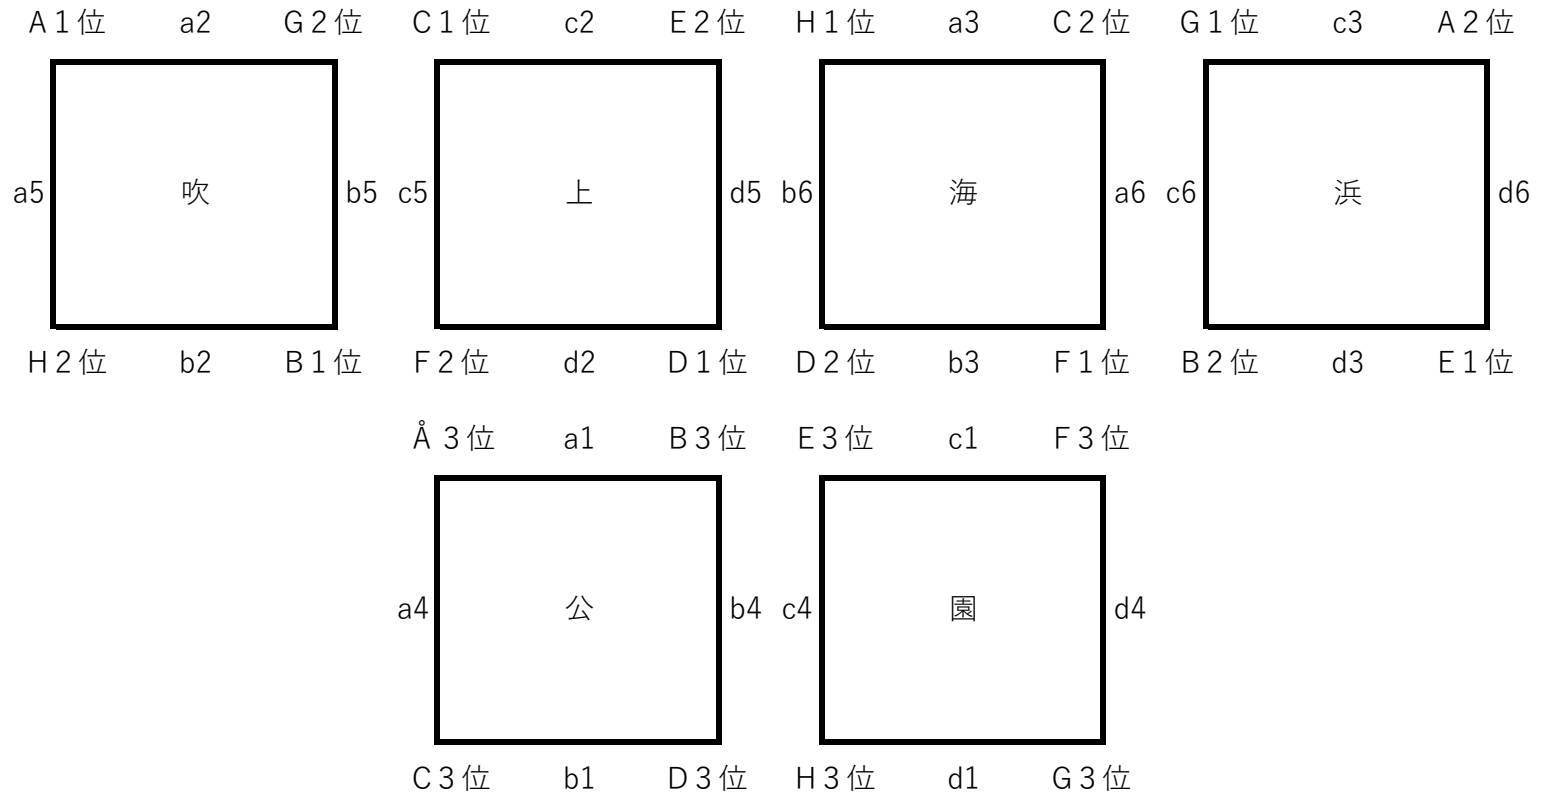 A１位 a2 G２位 C１位 c2 E２位 H１位 a3 C２位 G１位 c3 A２位
a5 吹 b5 c5 上 d5 b6 海 a6 c6 浜 d6
H２位 b2 B１位 F２位 d2 D１位 D２位 b3 F１位 B２位 d3 E１位
Å３位 a1 B３位 E３位 c1 F３位
a4 公 b4 c4 園 d4
C３位 b1 D３位 H３位 d1 G３位